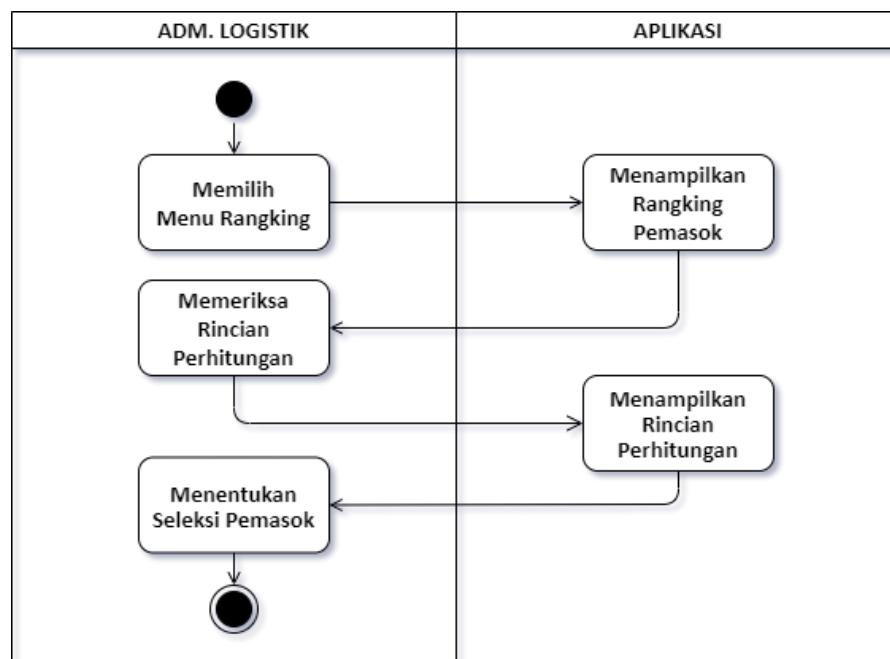 ADM. LOGISTIK
APLIKASI
Memilih
Menu Rangking
Menampilkan
Rangking
Pemasok
Memeriksa
Rincian
Perhitungan
Menampilkan
Rincian
Perhitungan
Menentukan
Seleksi Pemasok